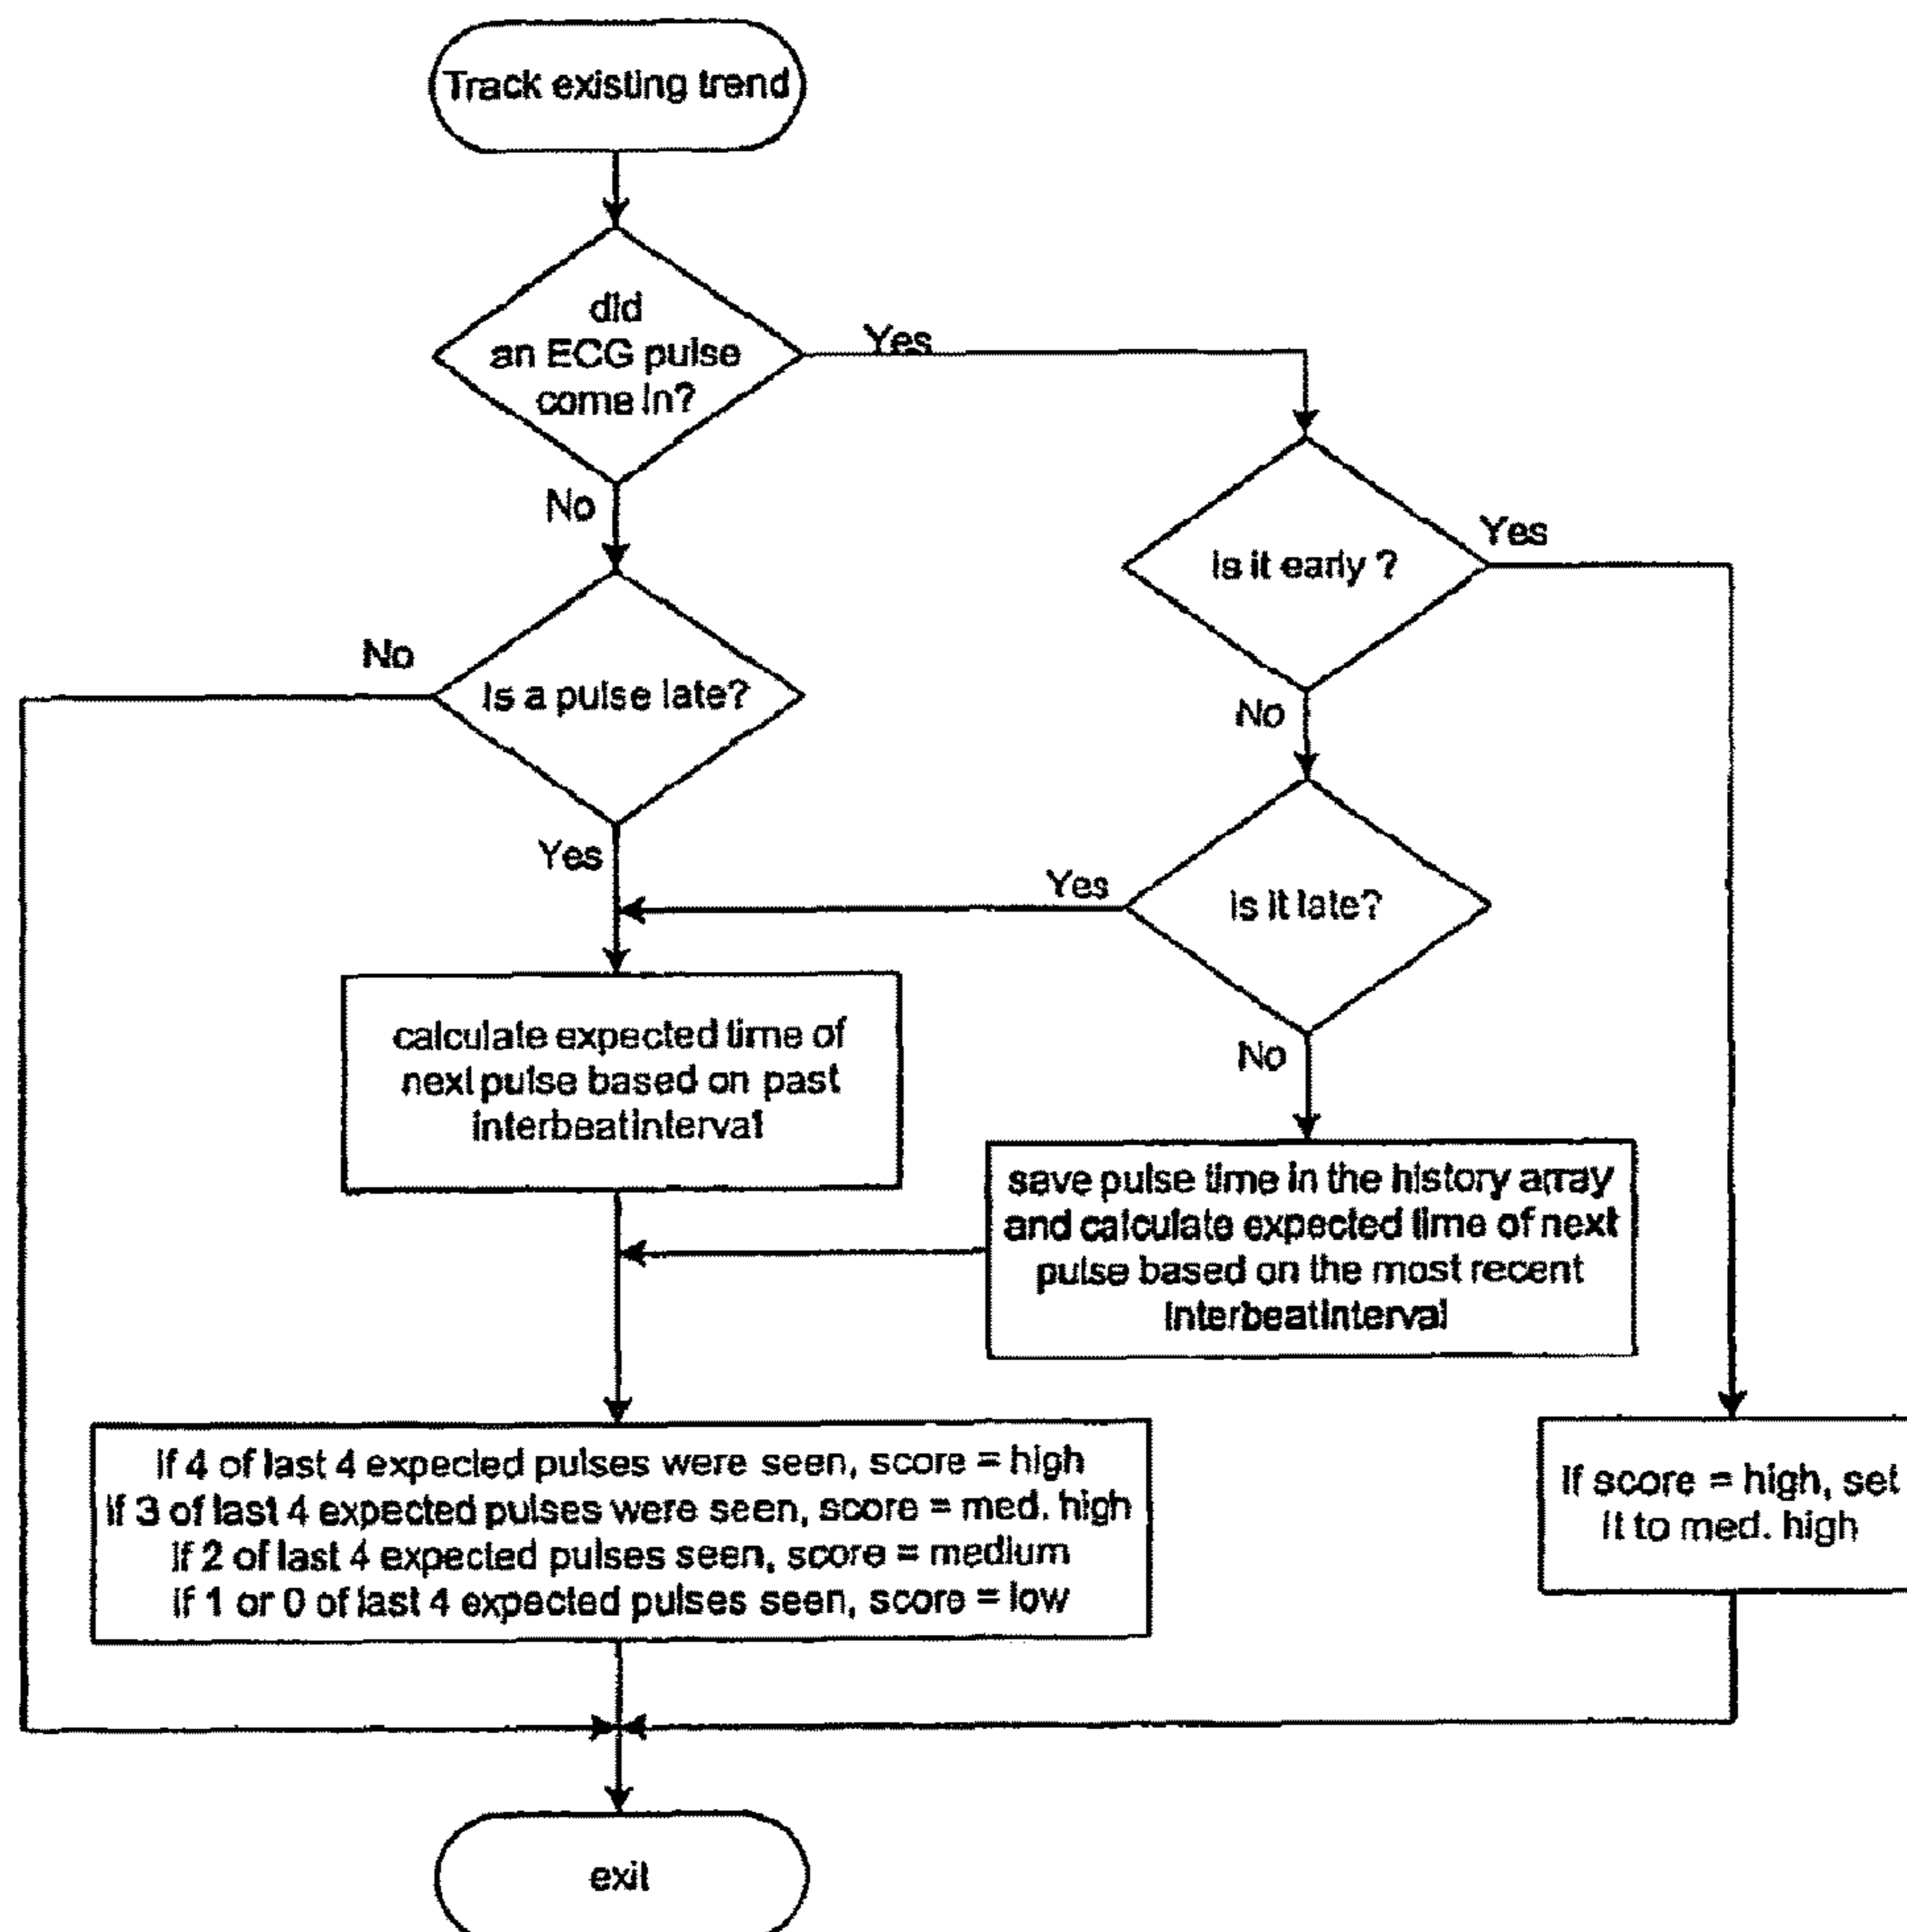 Track existing trend
did
an ECG pulse
come in?
Yes
No
is it early ?
Yes
No
No
Is a pulse late?
Yes
Yes
is it late?
No
calculate expected time of
next pulse based on past
interbeat interval
save pulse time in the history array
and calculate expected time of next
pulse based on the most recent
interbeat interval
if 4 of last 4 expected pulses were seen, score = high
if 3 of last 4 expected pulses were seen, score = med. high
if 2 of last 4 expected pulses seen, score = medium
if 1 or 0 of last 4 expected pulses seen, score = low
if score = high, set
it to med. high
exit